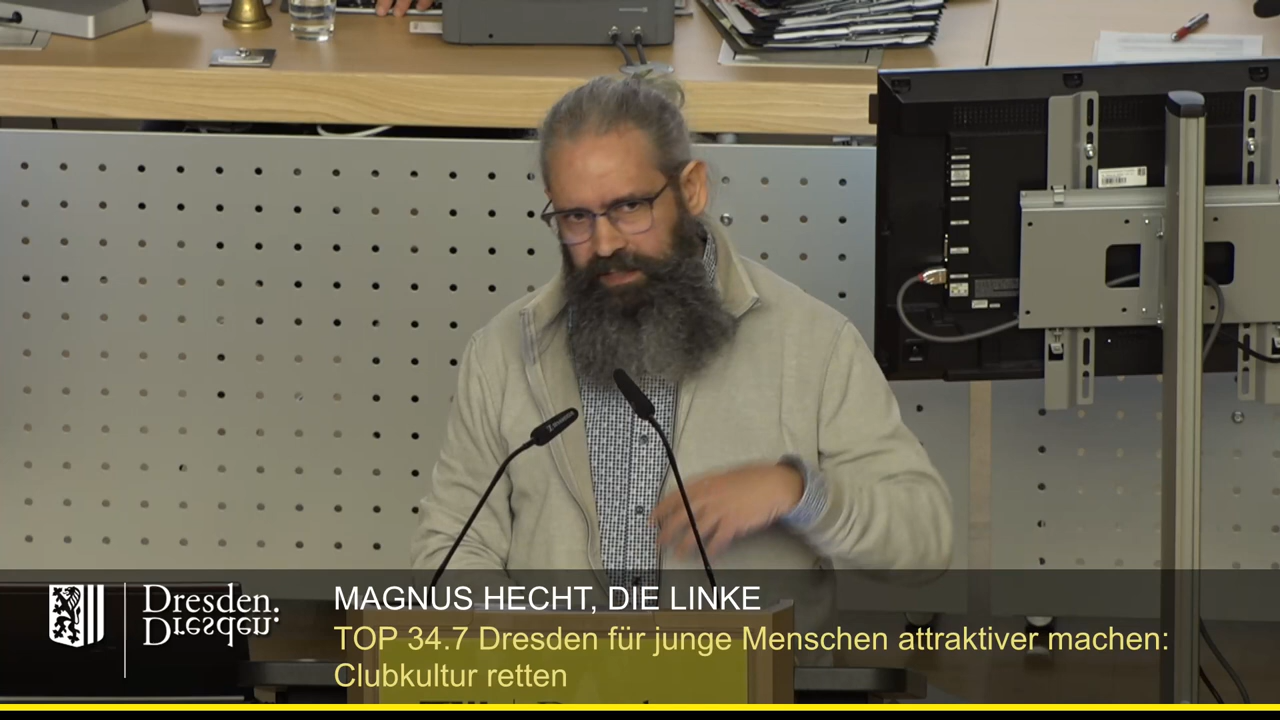 Dresden.
Dresden.
MAGNUS HECHT, DIE LINKE
TOP 34.7 Dresden für junge Menschen attraktiver machen:
Clubkultur retten